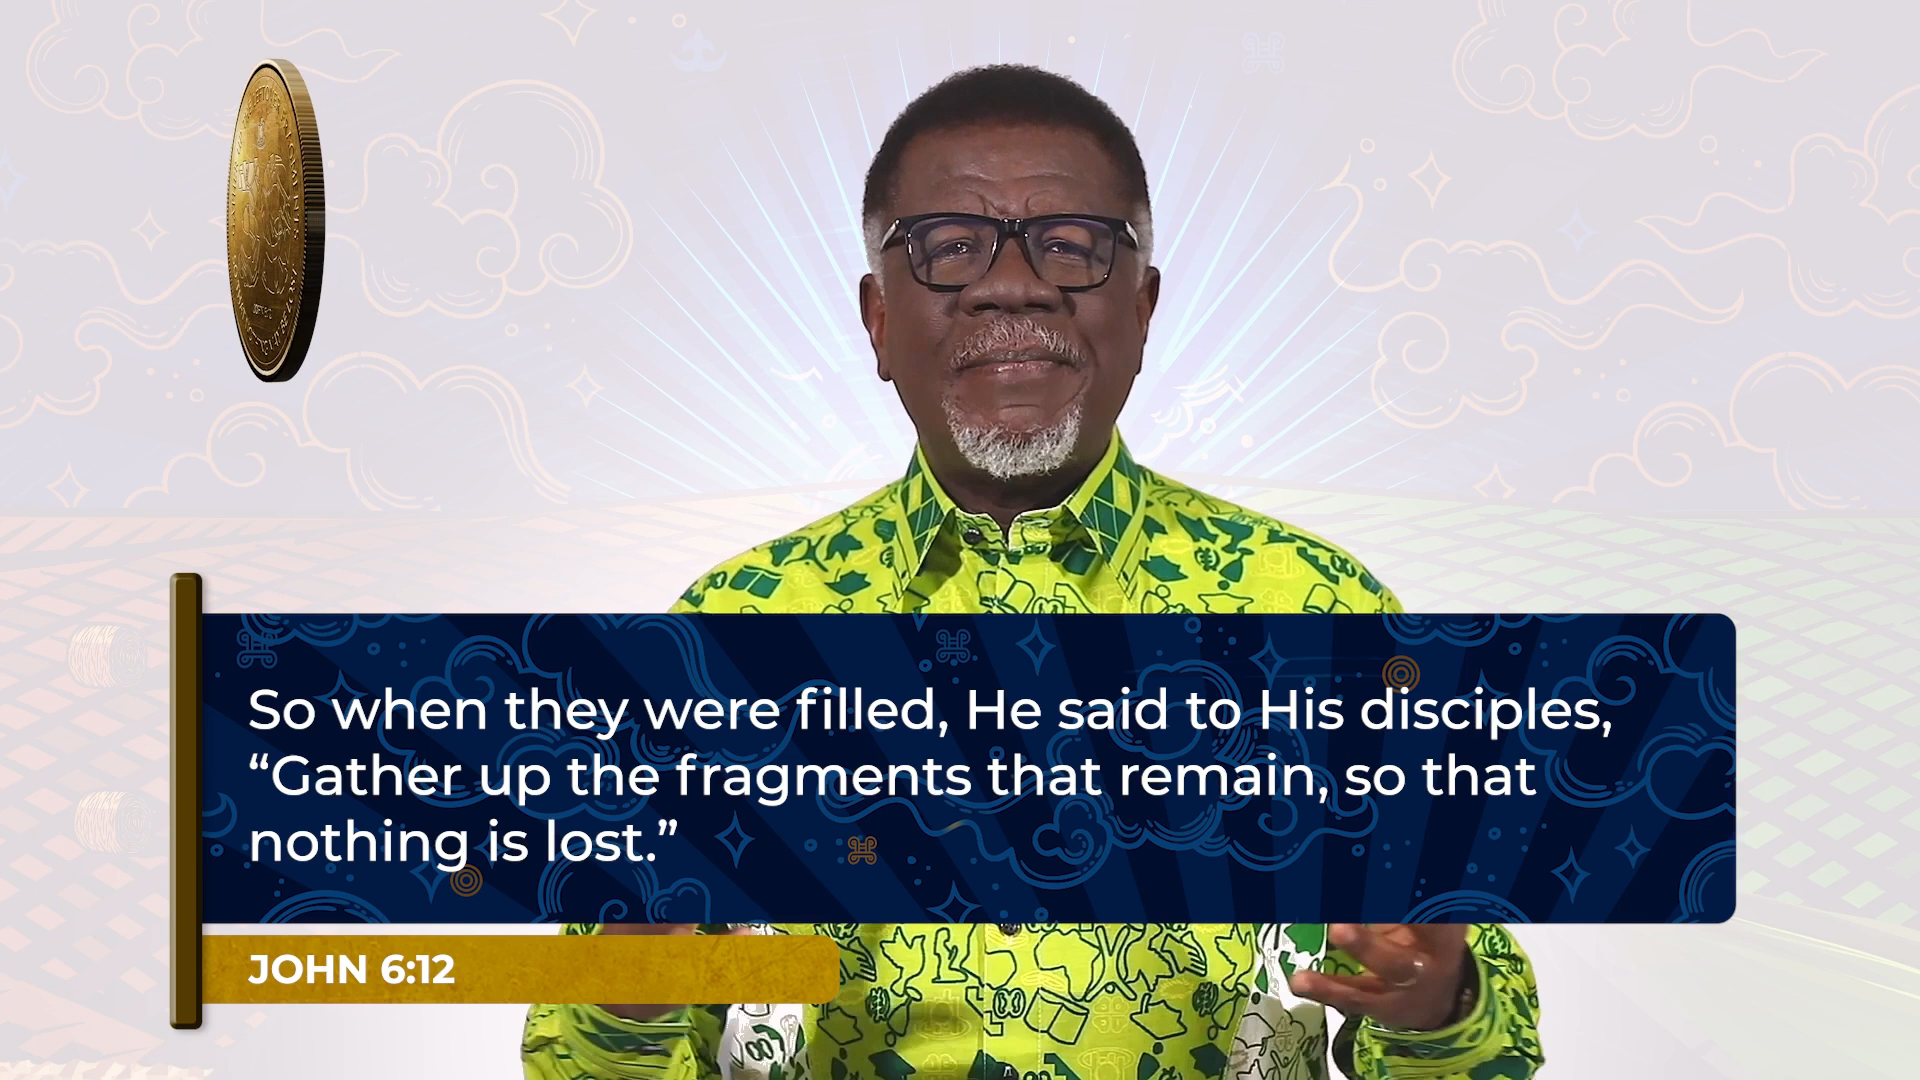 So when they were filled, He said to His disciples,
“Gather up the fragments that remain, so that
nothing is lost.”
JOHN 6:12